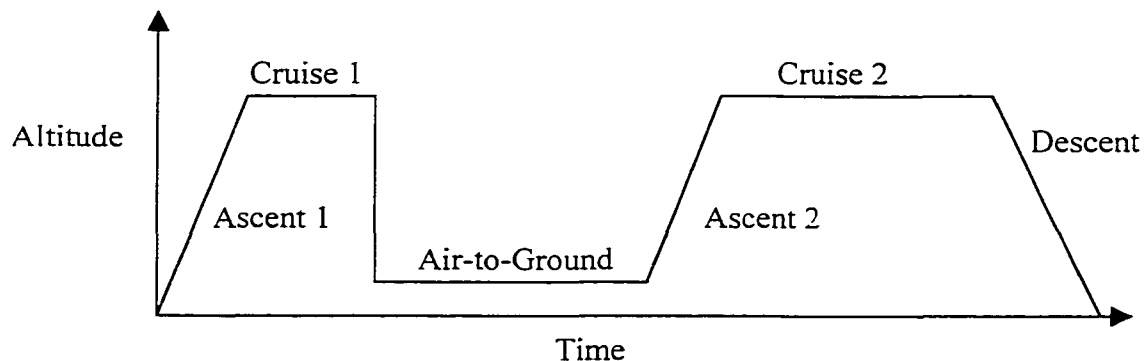 Cruise 1
Cruise 2
Altitude
Descent
Ascent 1
Ascent 2
Air-to-Ground
Time